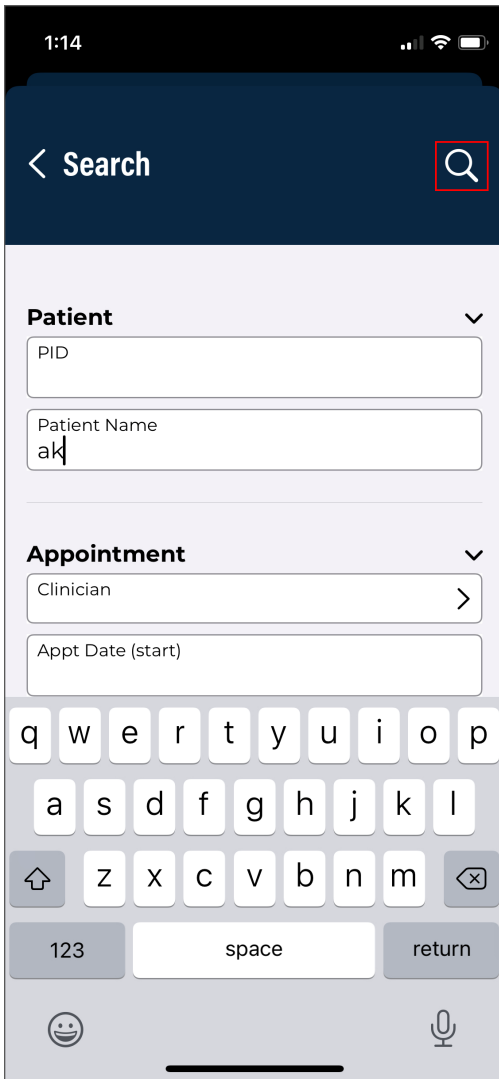 1:14
Search
Patient
PID
Patient Name
ak
Appointment
Clinician
Appt Date (start)
q w e r t y u i o p
a s d f g h j k l
z x c v b n m
123 space return